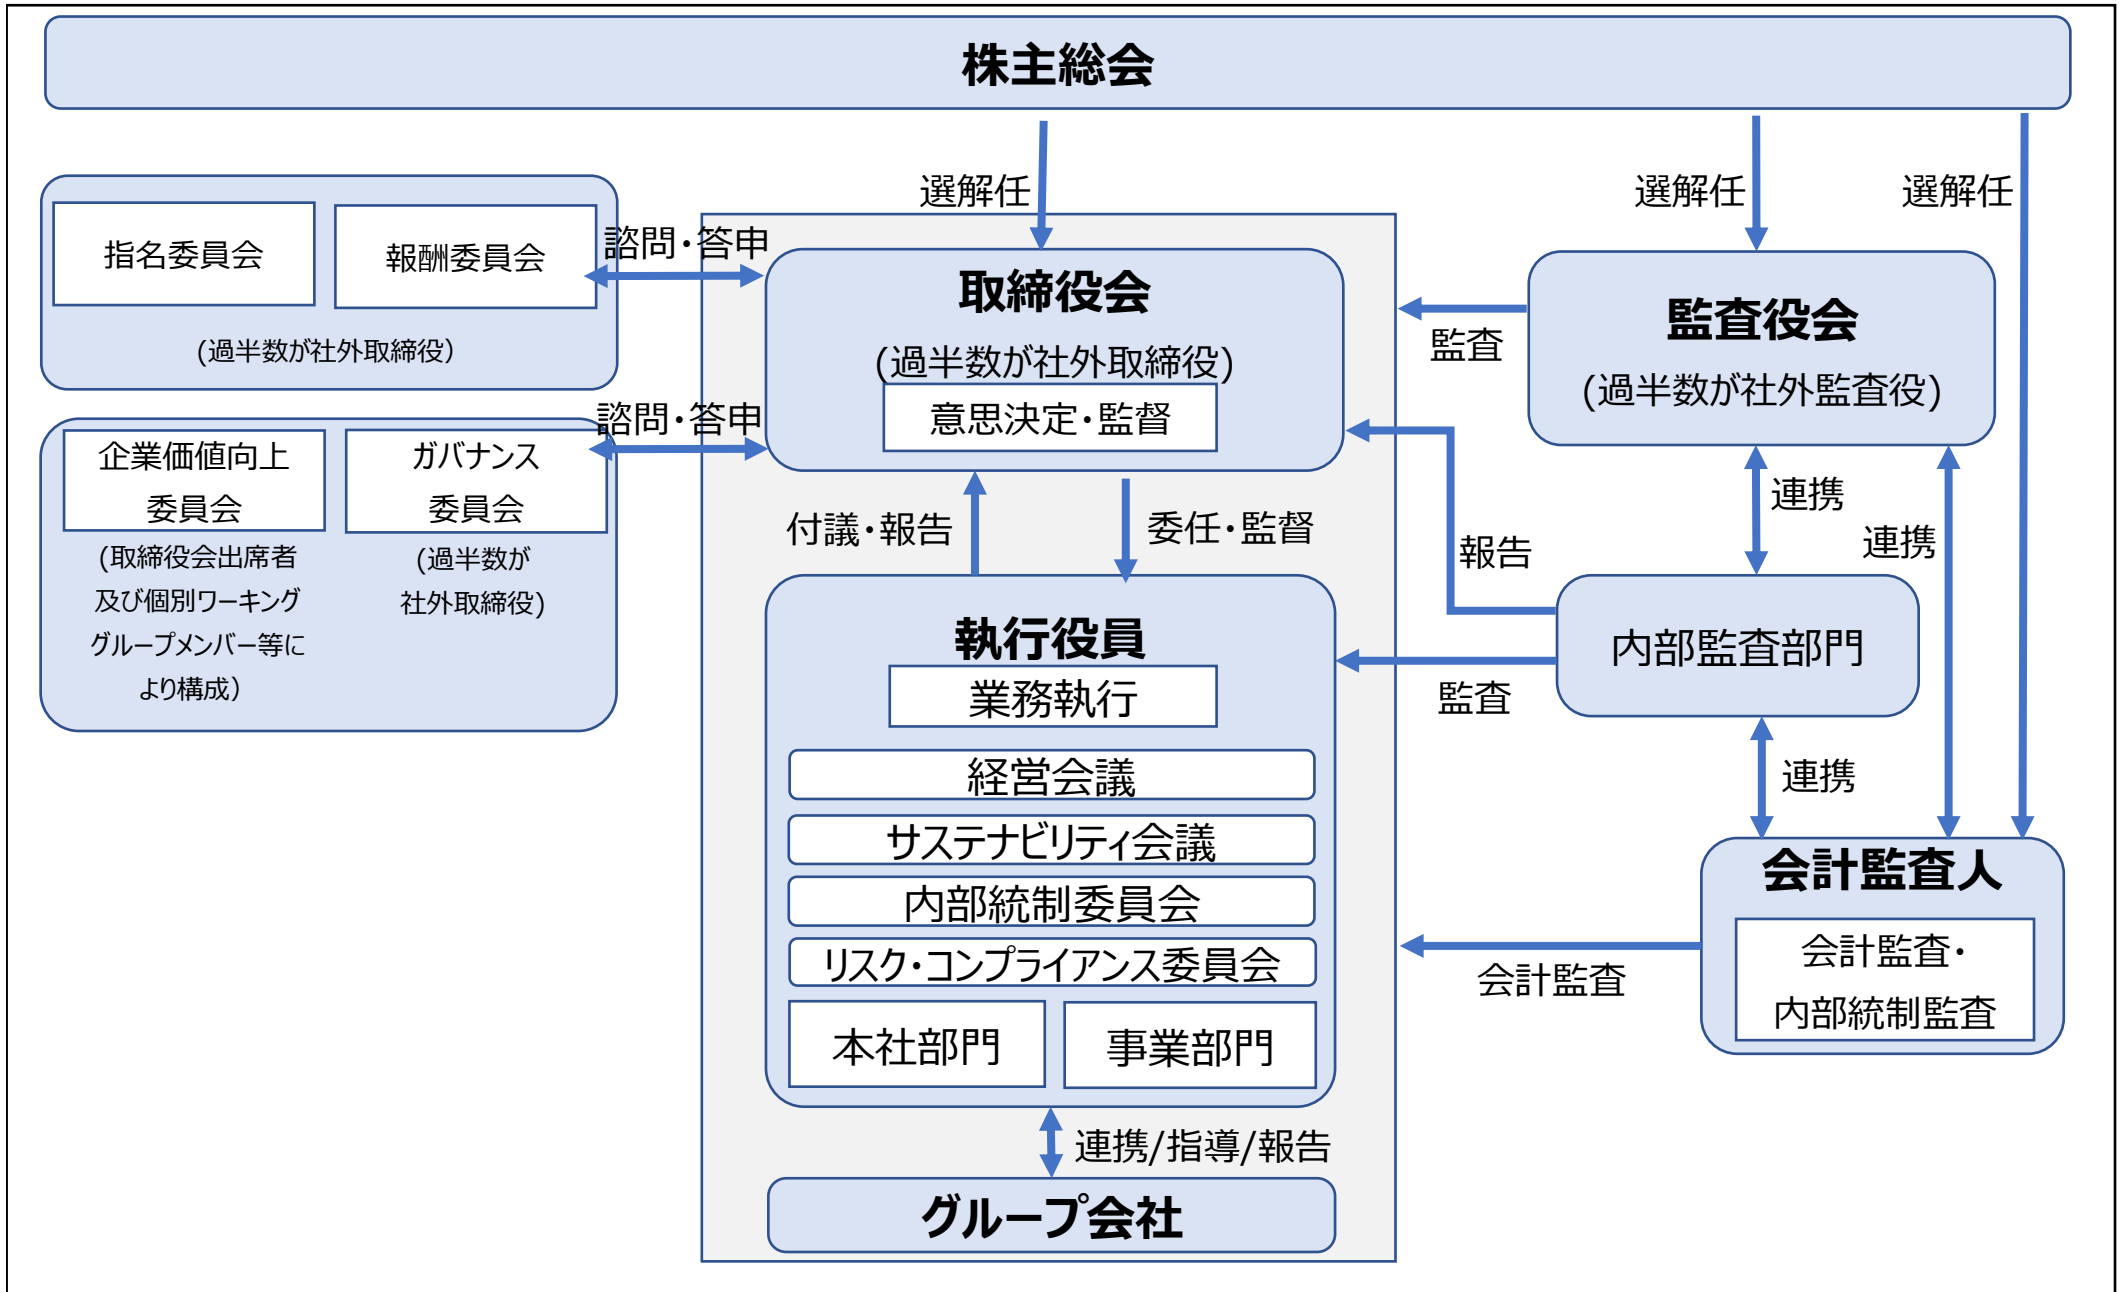 株主総会
選解任
選解任
選解任
指名委員会
報酬委員会
(過半数が社外取締役）
諮問・答申
企業価値向上
委員会
(取締役会出席者
及び個別ワーキング
グループメンバー等に
より構成）
ガバナンス
委員会
(過半数が
社外取締役)
諮問・答申
取締役会
(過半数が社外取締役)
意思決定・監督
監査
監査役会
(過半数が社外監査役)
付議・報告
委任・監督
報告
連携
連携
執行役員
業務執行
経営会議
サステナビリティ会議
内部統制委員会
リスク・コンプライアンス委員会
本社部門
事業部門
監査
内部監査部門
連携
会計監査
会計監査人
会計監査・
内部統制監査
連携/指導/報告
グループ会社